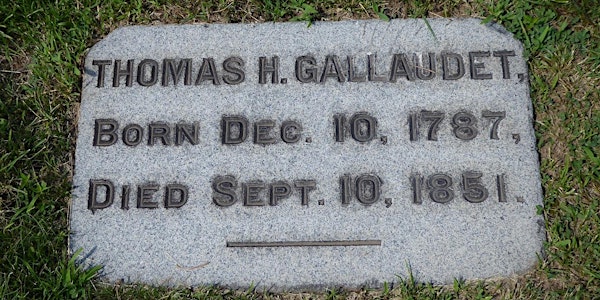 THOMAS H. GALLAUDET,
BORN DEC. 10, 1787,
DIED SEPT. 10, 1851.